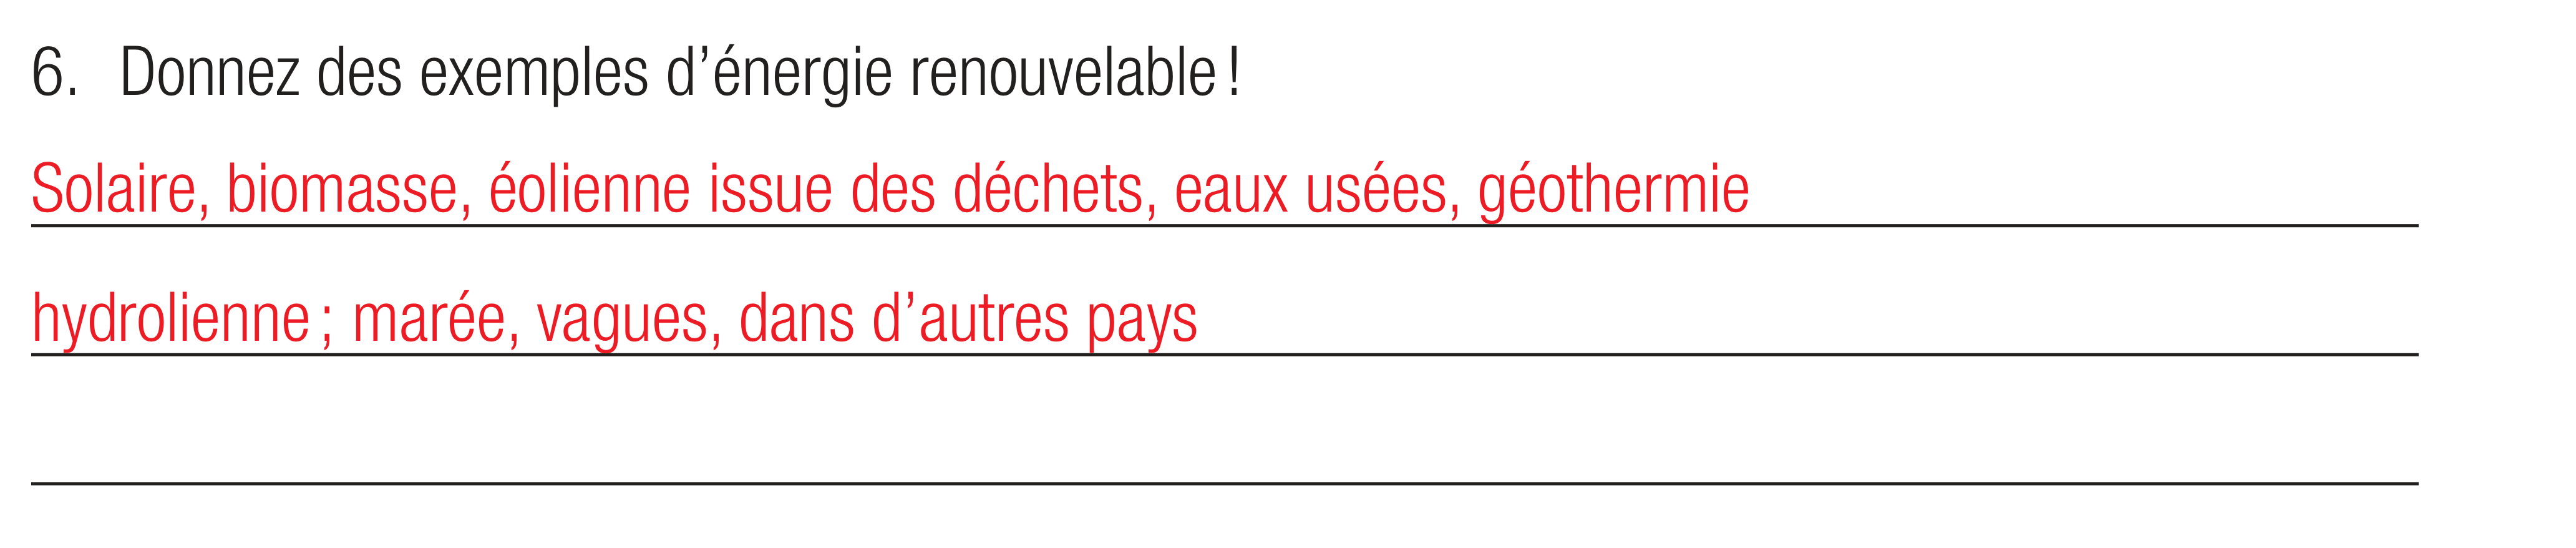 6. Donnez des exemples d’énergie renouvelable !
Solaire, biomasse, éolienne issue des déchets, eaux usées, géothermie
hydrolienne ; marée, vagues, dans d’autres pays